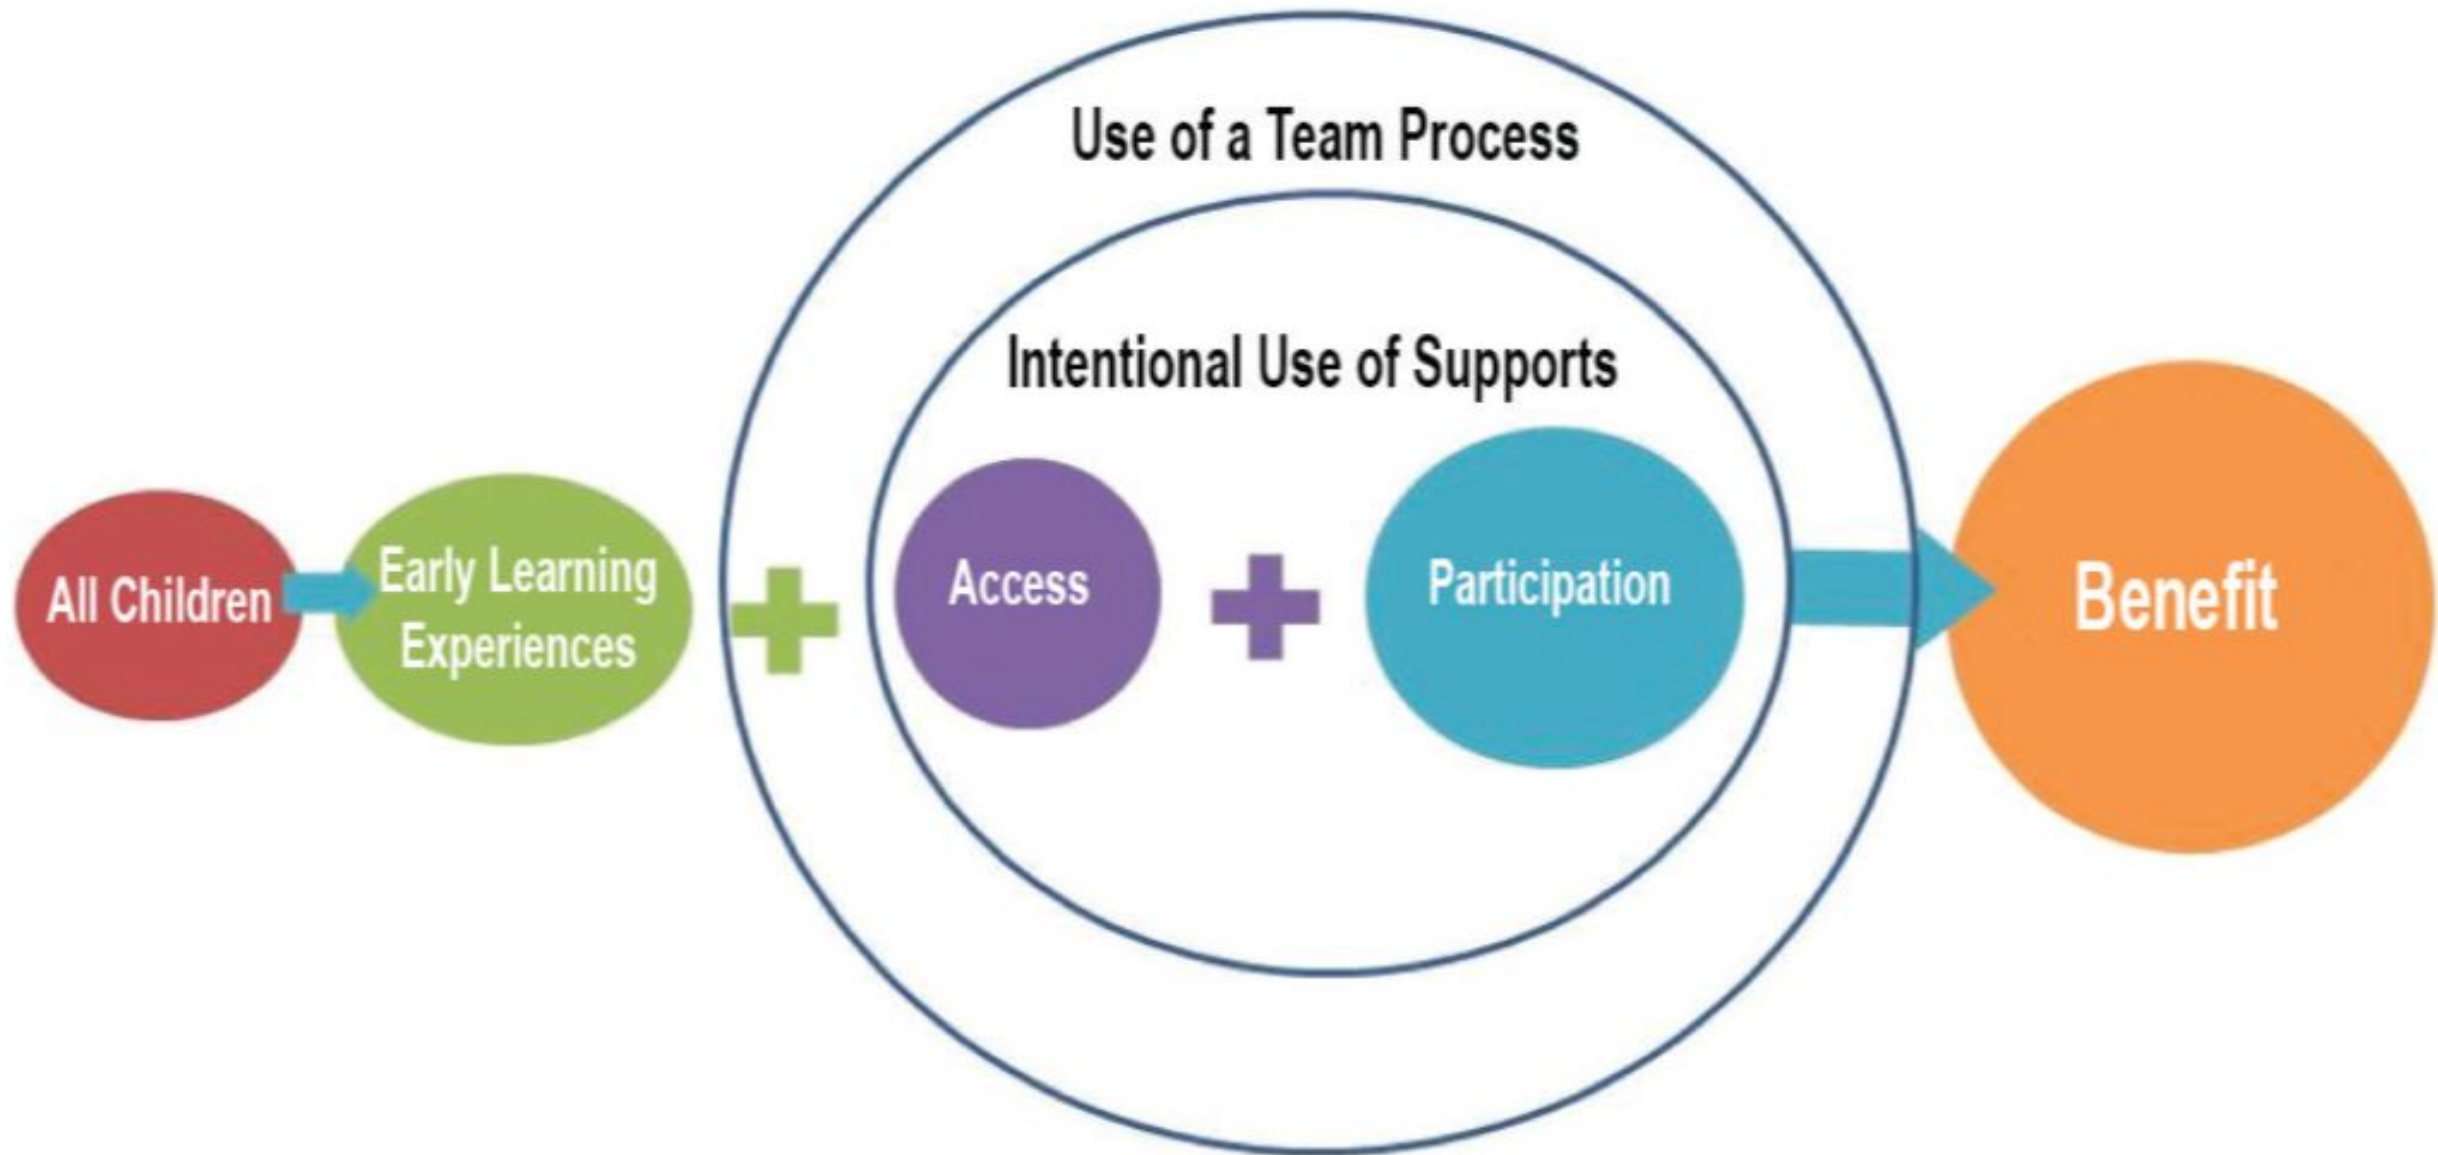 Use of a Team Process
Intentional Use of Supports
All Children
Early Learning
Experiences
Access
Participation
Benefit